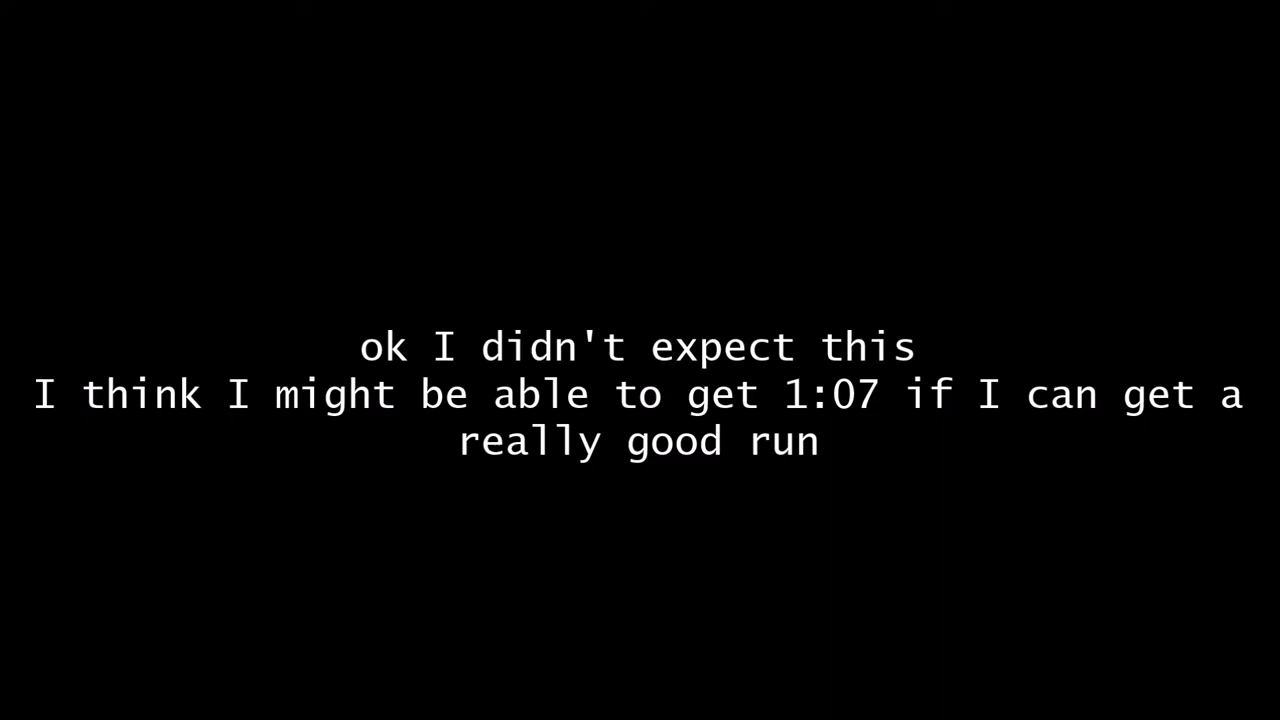 ok I didn't expect this
I think I might be able to get 1:07 if I can get a
really good run